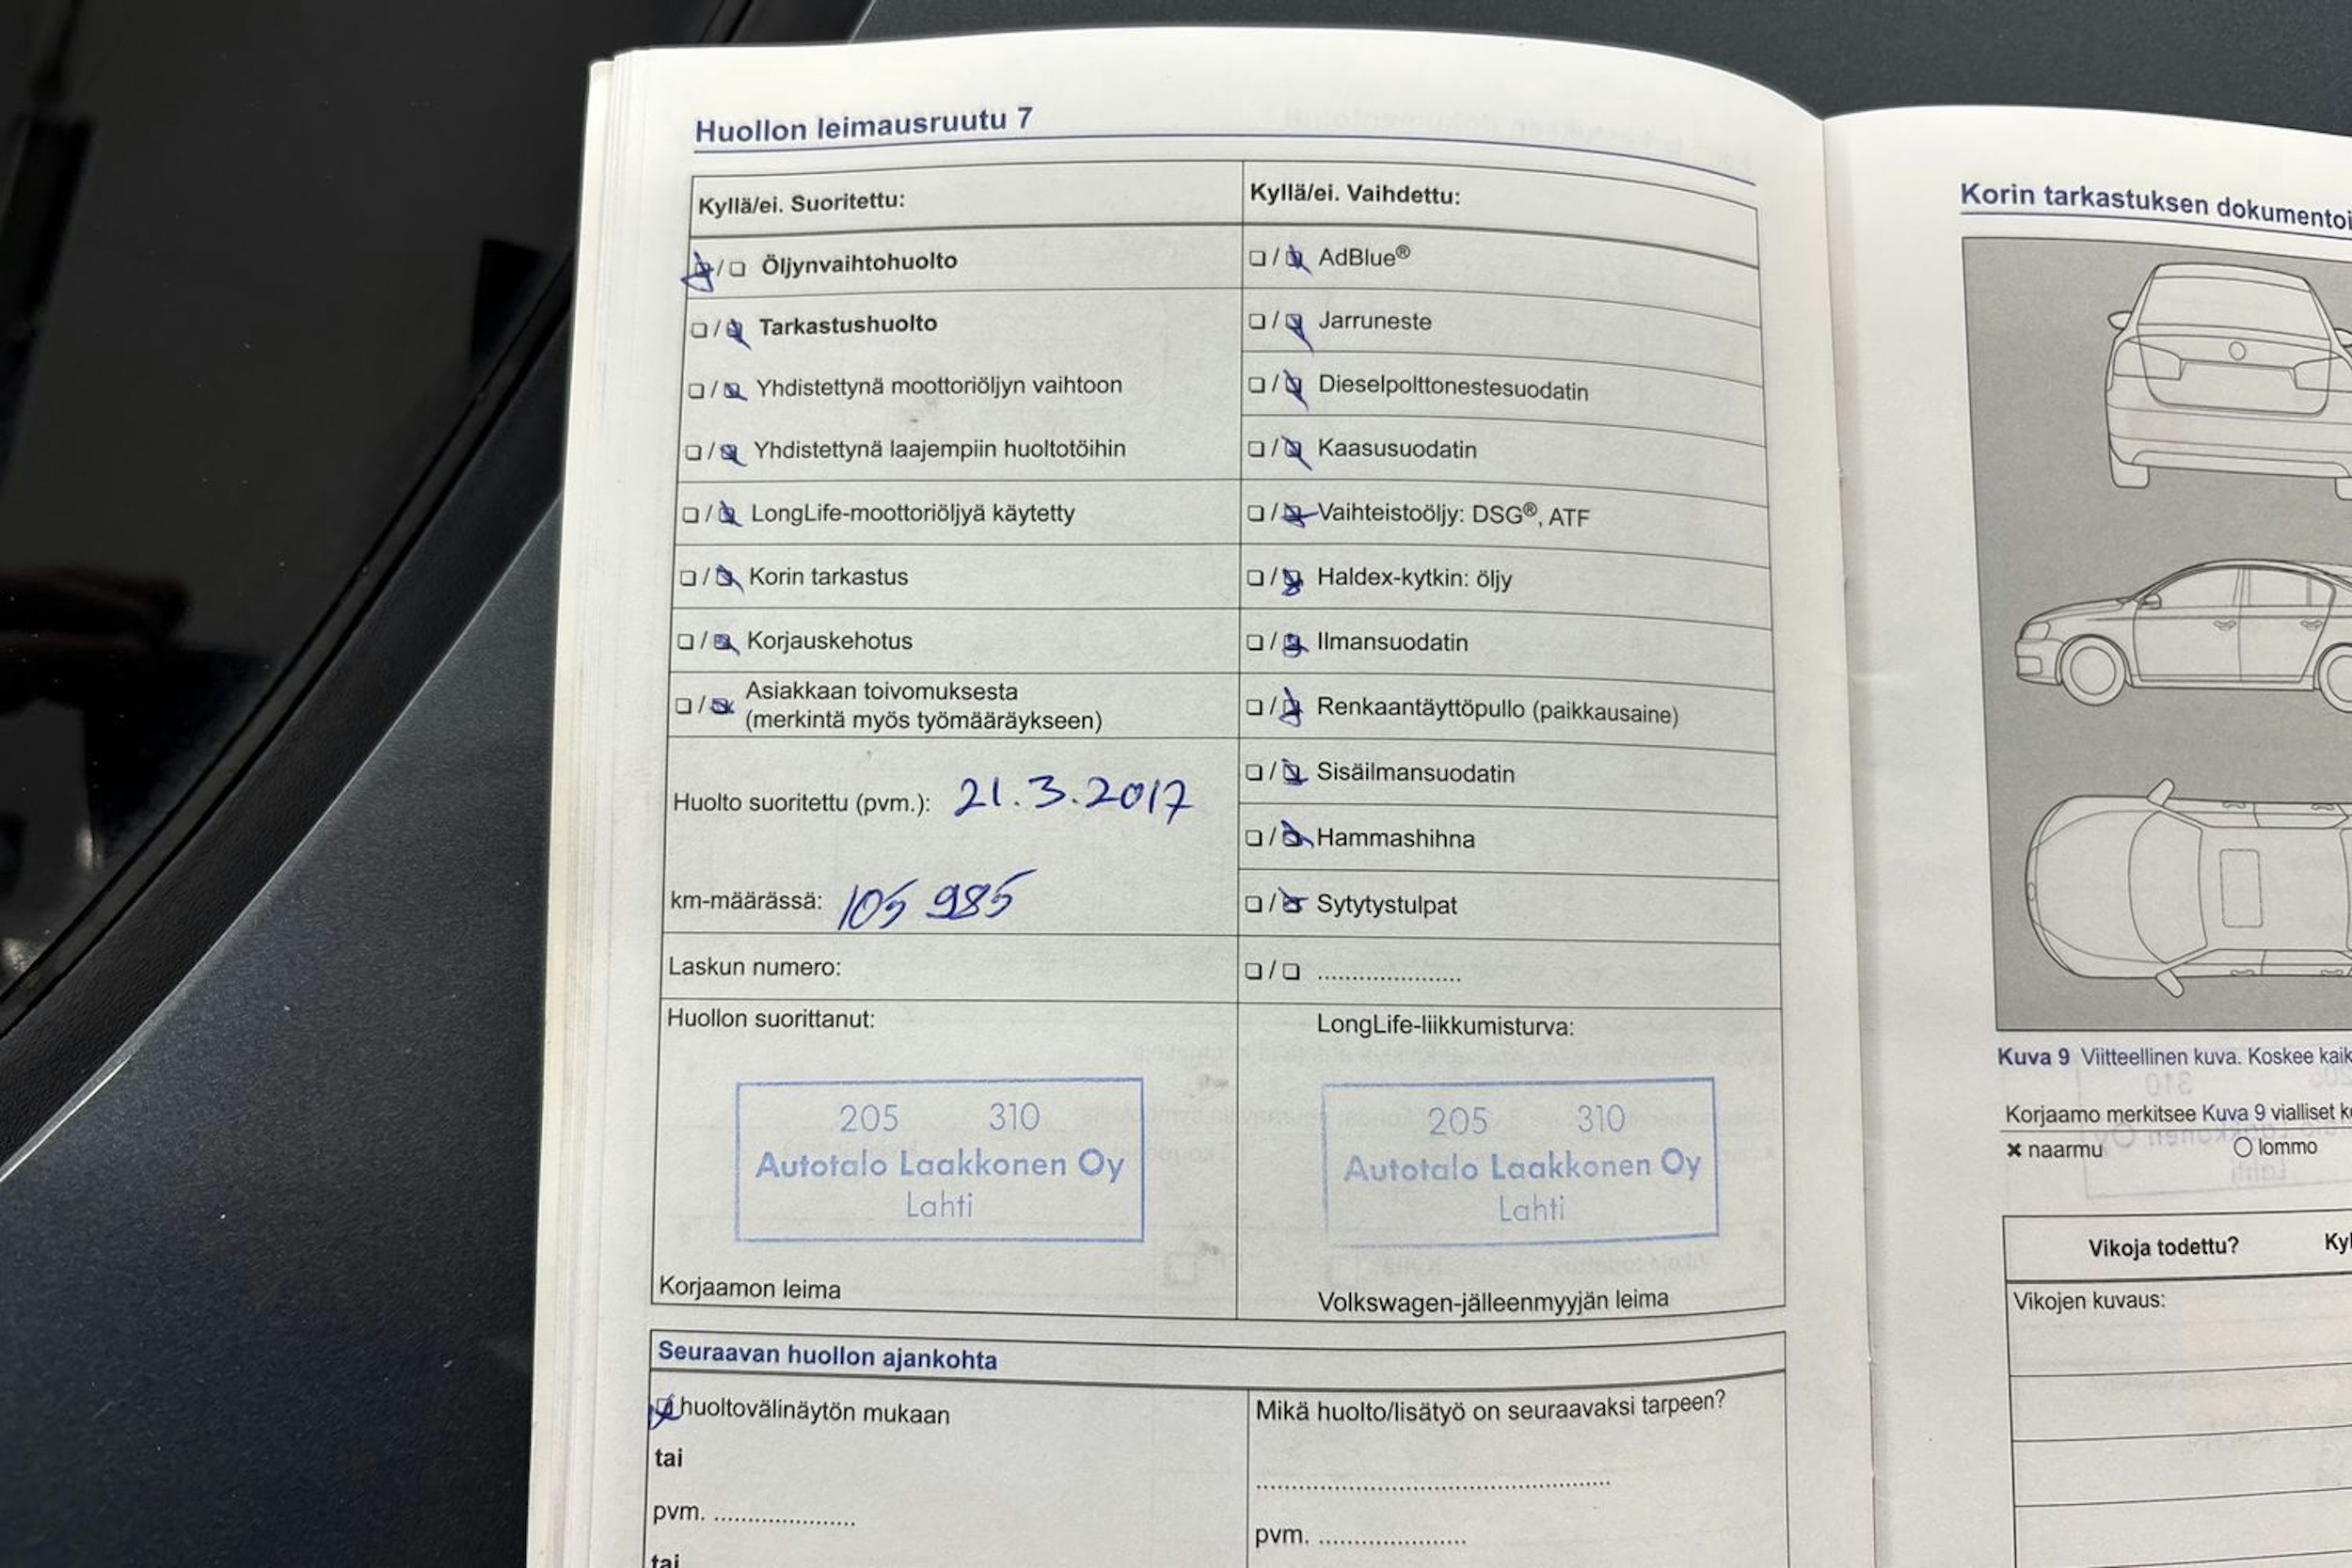 Huollon leimausruutu 7
Kyllä/ei. Suoritettu:
❏/❏ Öljynvaihtohuolto
❏/❏ Tarkastushuolto
❏/❏ Yhdistettynä moottoriöljyn vaihtoon
❏/❏ Yhdistettynä laajempiin huoltotöihin
❏/❏ LongLife-moottoriöljyä käytetty
❏/❏ Korin tarkastus
❏/❏ Korjauskehotus
❏/❏ Asiakkaan toivomuksesta
(merkintä myös työmääräykseen)
Huolto suoritettu (pvm.): 21.3.2017
km-määrässä: 105 985
Laskun numero:
Huollon suorittanut:
205 310
Autotalo Laakkonen Oy
Lahti
Korjaamon leima
Kyllä/ei. Vaihdettu:
❏/❏ AdBlue®
❏/❏ Jarruneste
❏/❏ Dieselpolttonestesuodatin
❏/❏ Kaasusuodatin
❏/❏ Vaihteistoöljy: DSG®, ATF
❏/❏ Haldex-kytkin: öljy
❏/❏ Ilmansuodatin
❏/❏ Renkaantäyttöpullo (paikkausaine)
❏/❏ Sisäilmansuodatin
❏/❏ Hammashihna
❏/❏ Sytytystulpat
❏/❏ .....................
LongLife-liikkumisturva:
205 310
Autotalo Laakkonen Oy
Lahti
Volkswagen-jälleenmyyjän leima
Seuraavan huollon ajankohta
❏ huoltovälinäytön mukaan
tai
pvm. .....................
tai
Mikä huolto/lisätyö on seuraavaksi tarpeen?
.....................................................
pvm. .....................
Korin tarkastuksen
Kuva 9 Viitteellinen kuva. Koskee
Korjaamo merkitsee Kuva 9 vialliset
✖ naarmu ○ lommo
Vikoja todettu?
Vikojen kuvaus: